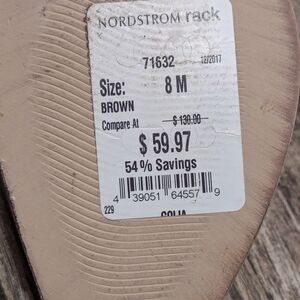 NORDSTROM rack
71632 12/2017
Size: 8 M
BROWN
Compare At $ 130.00
$ 59.97
54% Savings
4 39051 64557 9
229